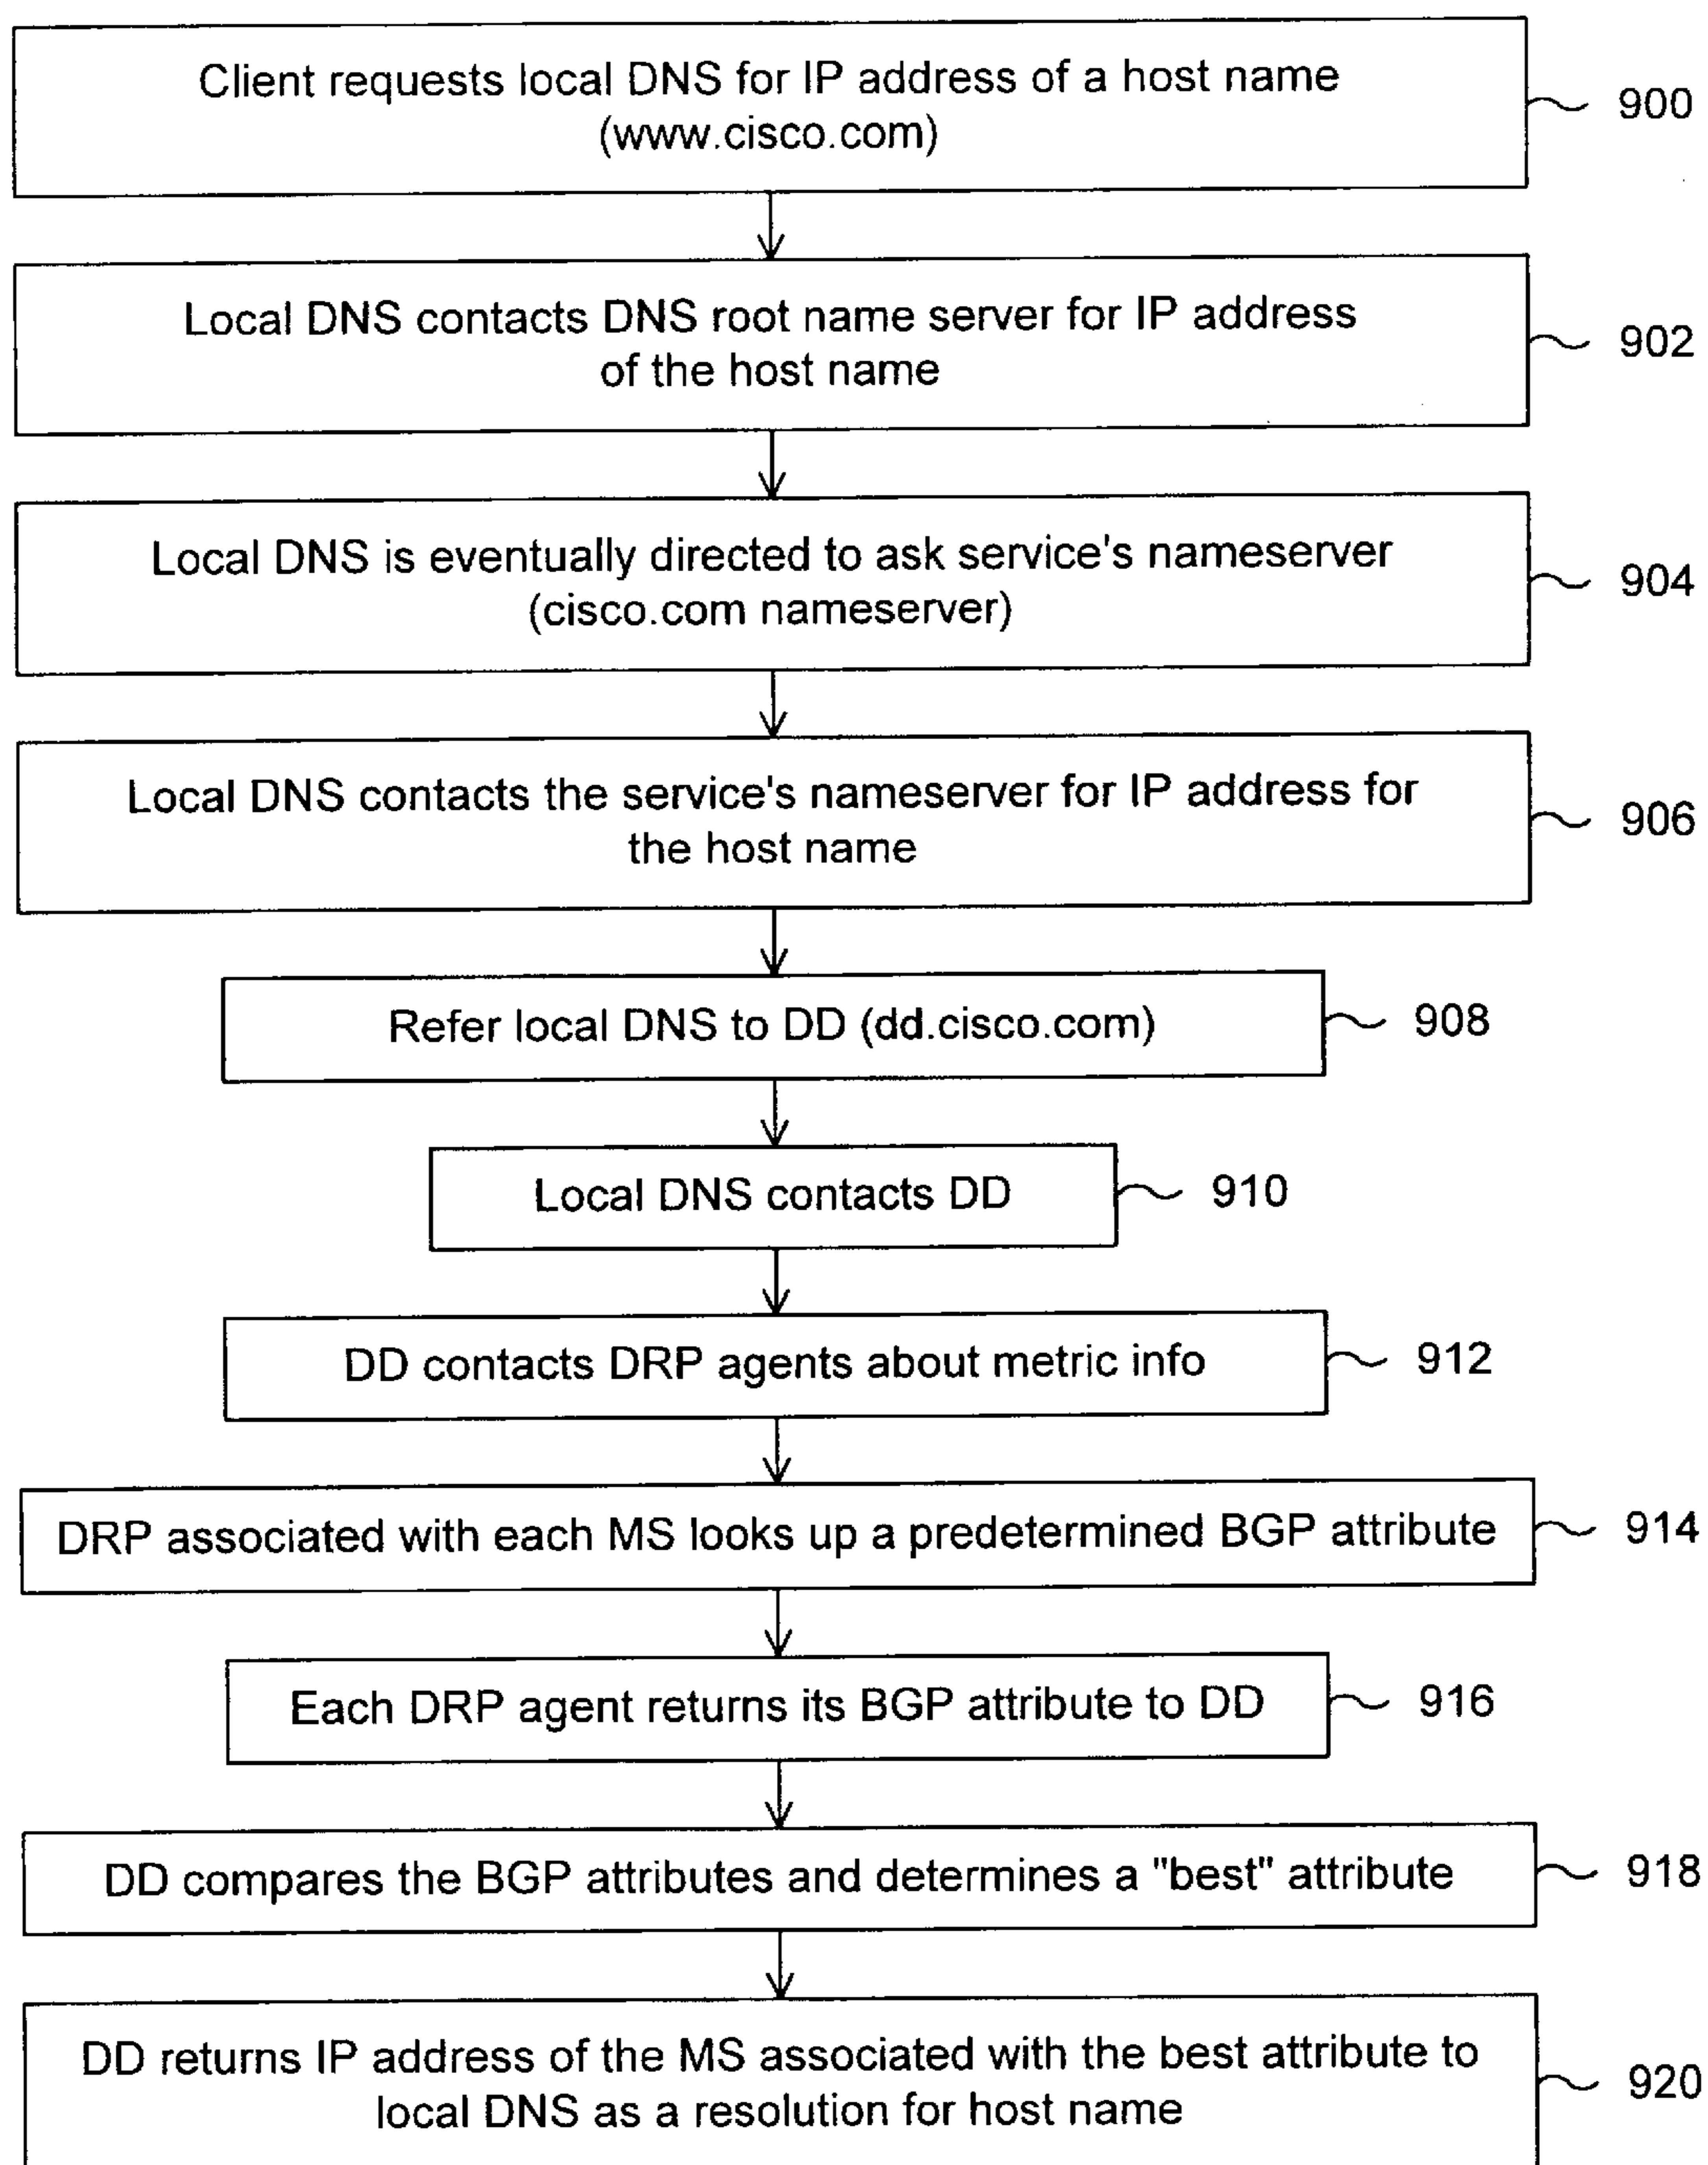 Client requests local DNS for IP address of a host name
(www.cisco.com)
900
Local DNS contacts DNS root name server for IP address
of the host name
902
Local DNS is eventually directed to ask service's nameserver
(cisco.com nameserver)
904
Local DNS contacts the service's nameserver for IP address for
the host name
906
Refer local DNS to DD (dd.cisco.com)
908
Local DNS contacts DD
910
DD contacts DRP agents about metric info
912
DRP associated with each MS looks up a predetermined BGP attribute
914
Each DRP agent returns its BGP attribute to DD
916
DD compares the BGP attributes and determines a "best" attribute
918
DD returns IP address of the MS associated with the best attribute to
local DNS as a resolution for host name
920